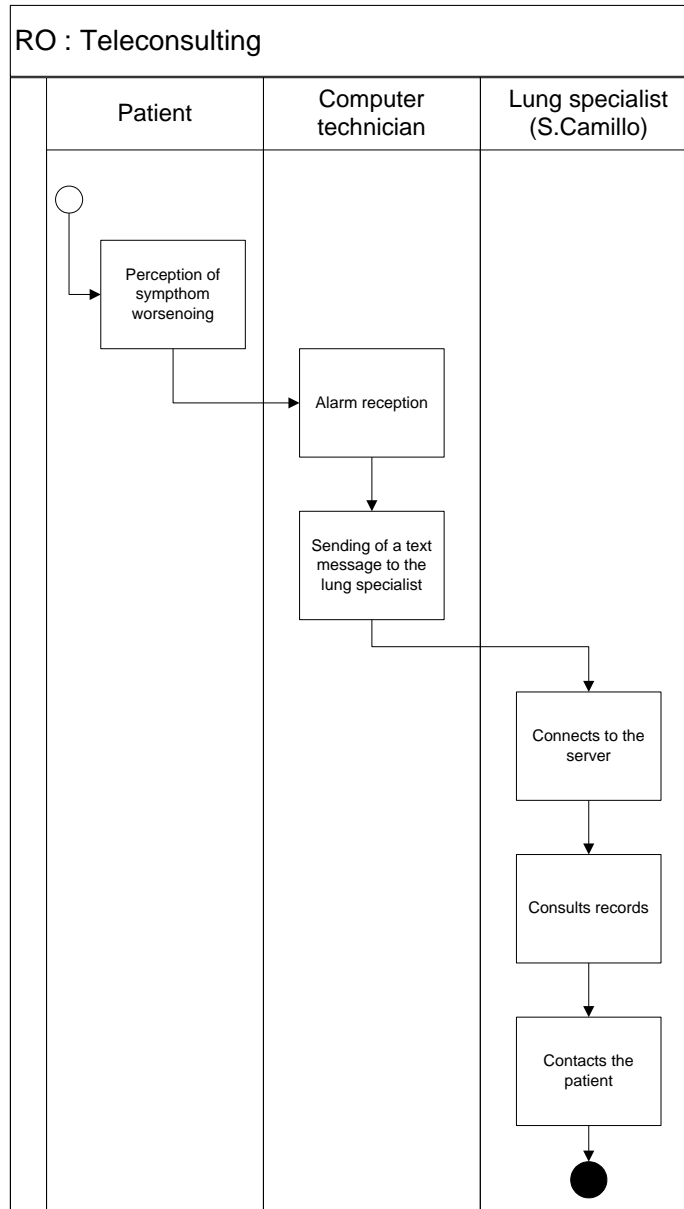 RO : Teleconsulting
Patient
Computer
technician
Lung specialist
(S.Camillo)
Perception of
sympthom
worsenoing
Alarm reception
Sending of a text
message to the
lung specialist
Connects to the
server
Consults records
Contacts the
patient